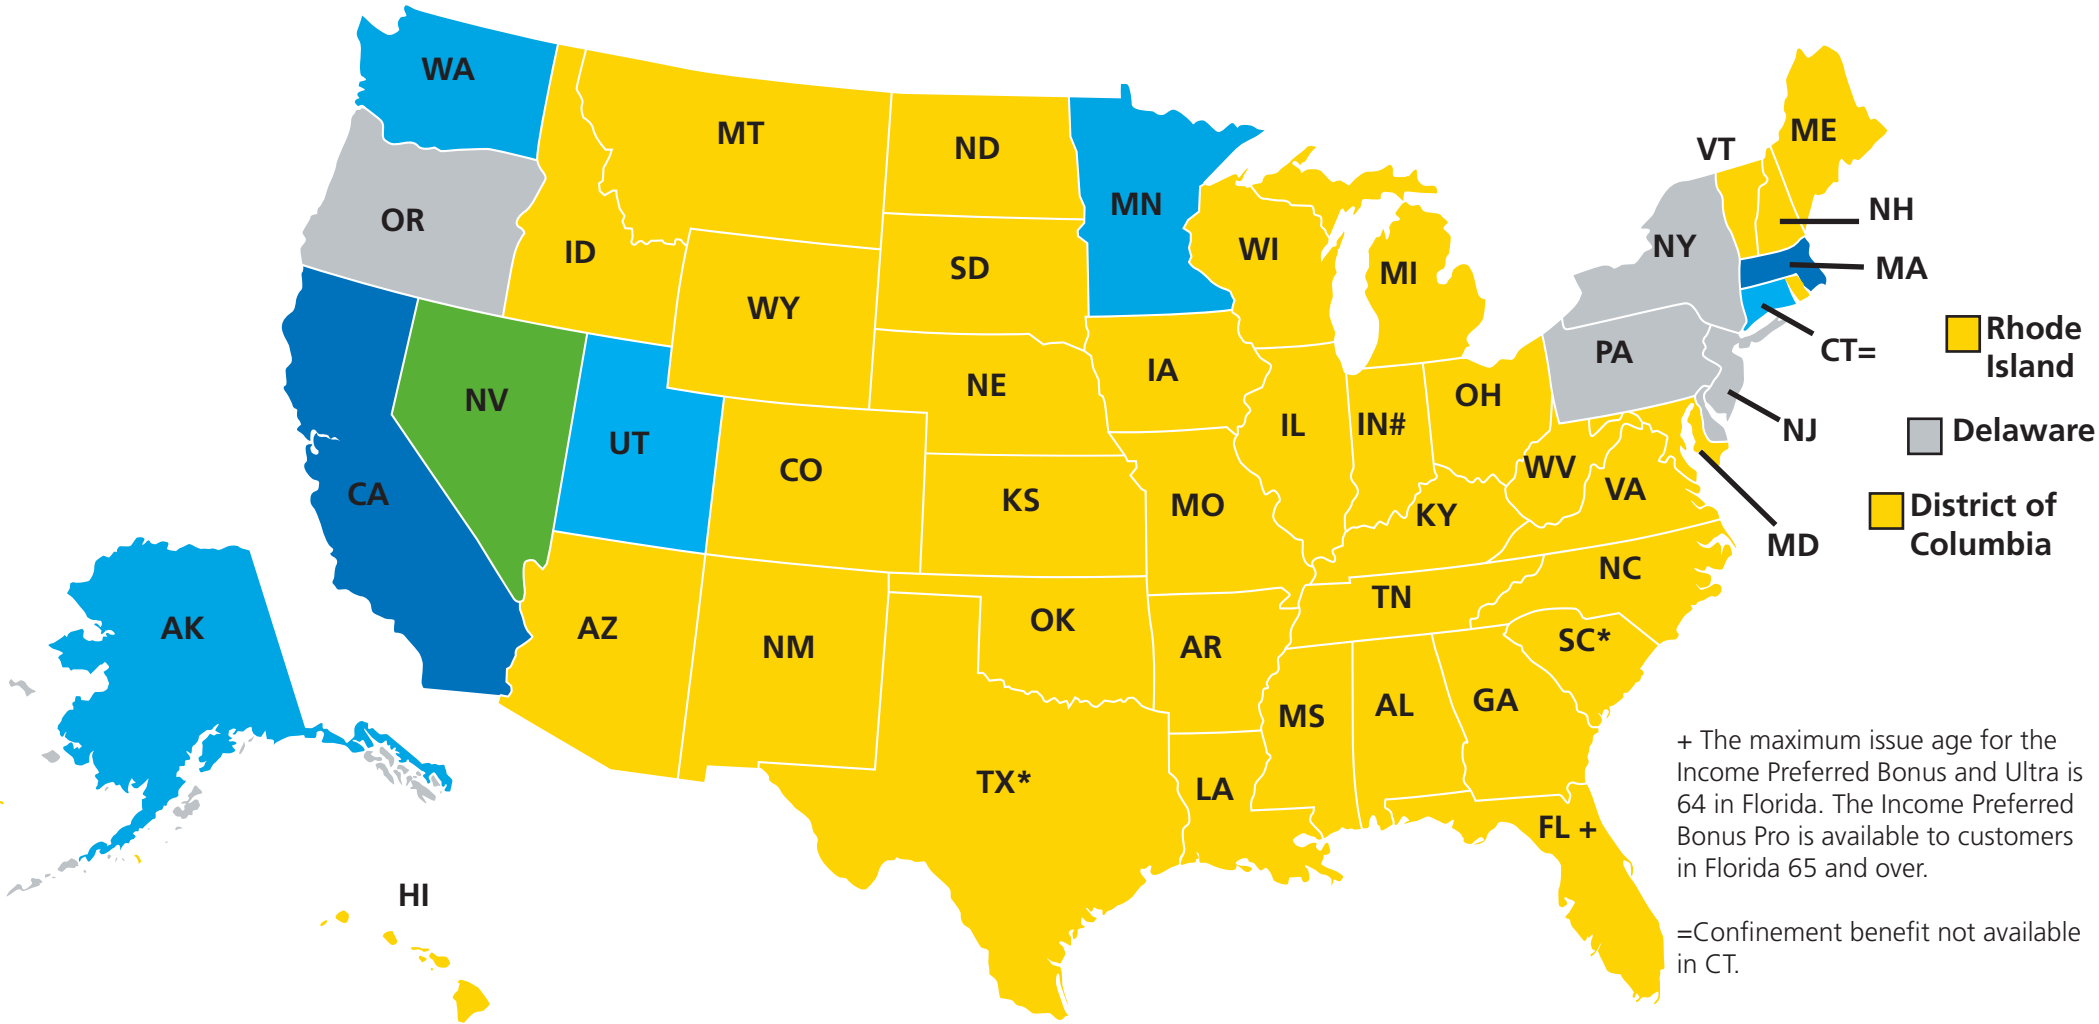 WA
MT
ND
MN
VT
ME
OR
ID
SD
WI
MI
NY
NH
MA
WY
CT=
Rhode
Island
NV
NE
IA
PA
UT
CO
IL
IN#
OH
NJ
Delaware
CA
KS
MO
WV
VA
KY
MD
District of
Columbia
AK
AZ
NM
OK
AR
TN
NC
SC*
TX*
LA
MS
AL
GA
FL +
HI
+ The maximum issue age for the
Income Preferred Bonus and Ultra is
64 in Florida. The Income Preferred
Bonus Pro is available to customers
in Florida 65 and over.
=Confinement benefit not available
in CT.